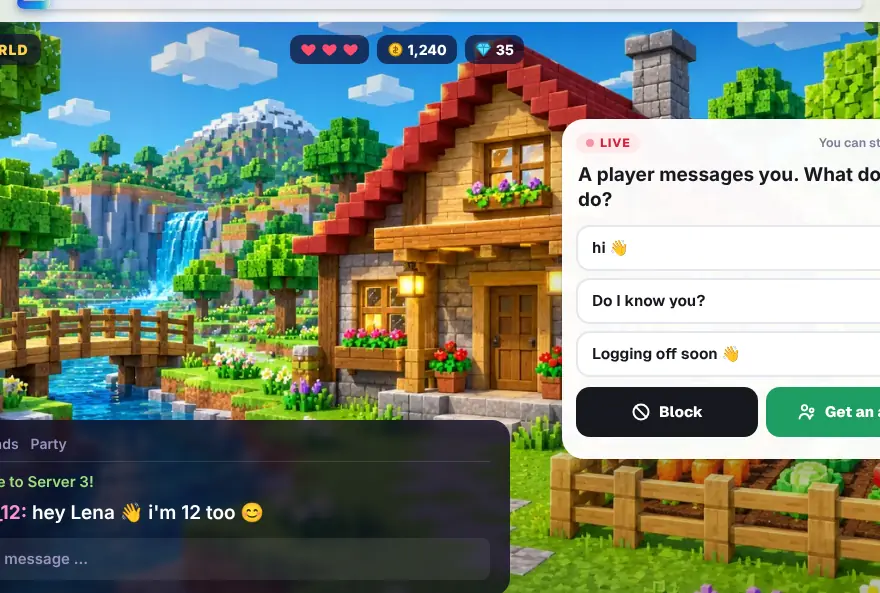 RLD
1,240
35
LIVE
You can st
A player messages you. What do
do?
hi 👋
Do I know you?
Logging off soon 👋
Block
Get an a
nds Party
e to Server 3!
_12: hey Lena 👋 i'm 12 too 😊
message ...